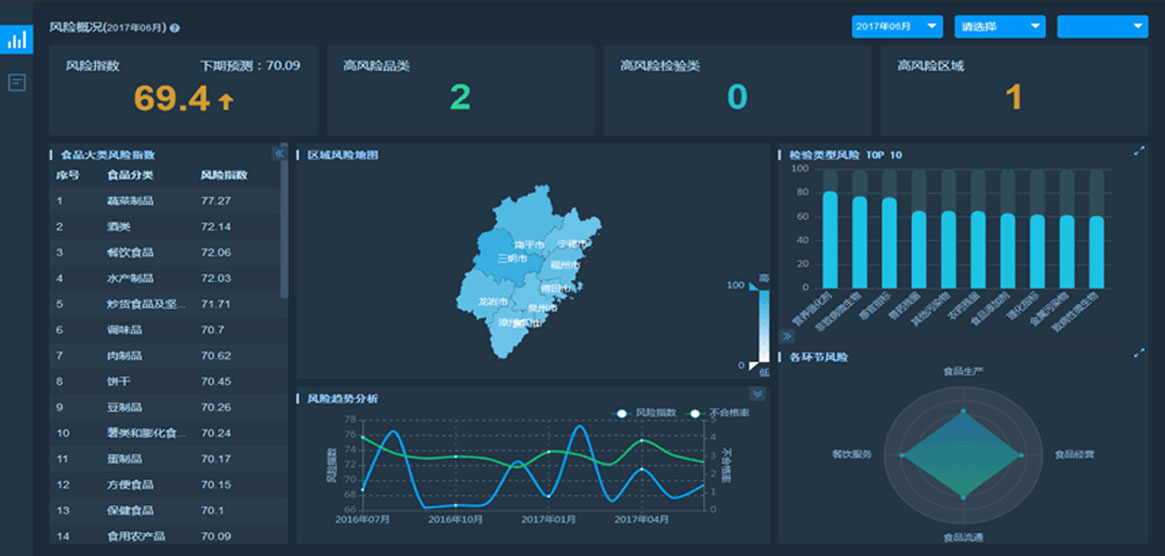 风险概况(2017年06月) ?
2017年06月
请选择
风险指数
下期预测：70.09
69.4
高风险品类
2
高风险检验类
0
高风险区域
1
食品大类风险指数
序号 食品分类 风险指数
1 蔬菜制品 77.27
2 酒类 72.14
3 餐饮食品 72.06
4 水产制品 72.03
5 炒货食品及坚... 71.71
6 调味品 70.7
7 肉制品 70.62
8 饼干 70.45
9 豆制品 70.26
10 薯类和膨化食... 70.24
11 蛋制品 70.17
12 方便食品 70.15
13 保健食品 70.1
14 食用农产品 70.09
区域风险地图
南平市
宁德市
三明市
福州市
莆田市
龙岩市
泉州市
高
100
0
低
风险趋势分析
风险指数 不合格率
风险指数
78
76
74
72
70
68
66
5
4
3
2
1
0
不合格率
2016年07月 2016年10月 2017年01月 2017年04月
检验类型风险 TOP 10
100
80
60
40
20
0
营养强化剂
非致病微生物
感官指标
兽药残留
其他污染物
农药残留
食品添加剂
理化指标
金属污染物
致病性微生物
各环节风险
食品生产
餐饮服务
食品经营
食品流通